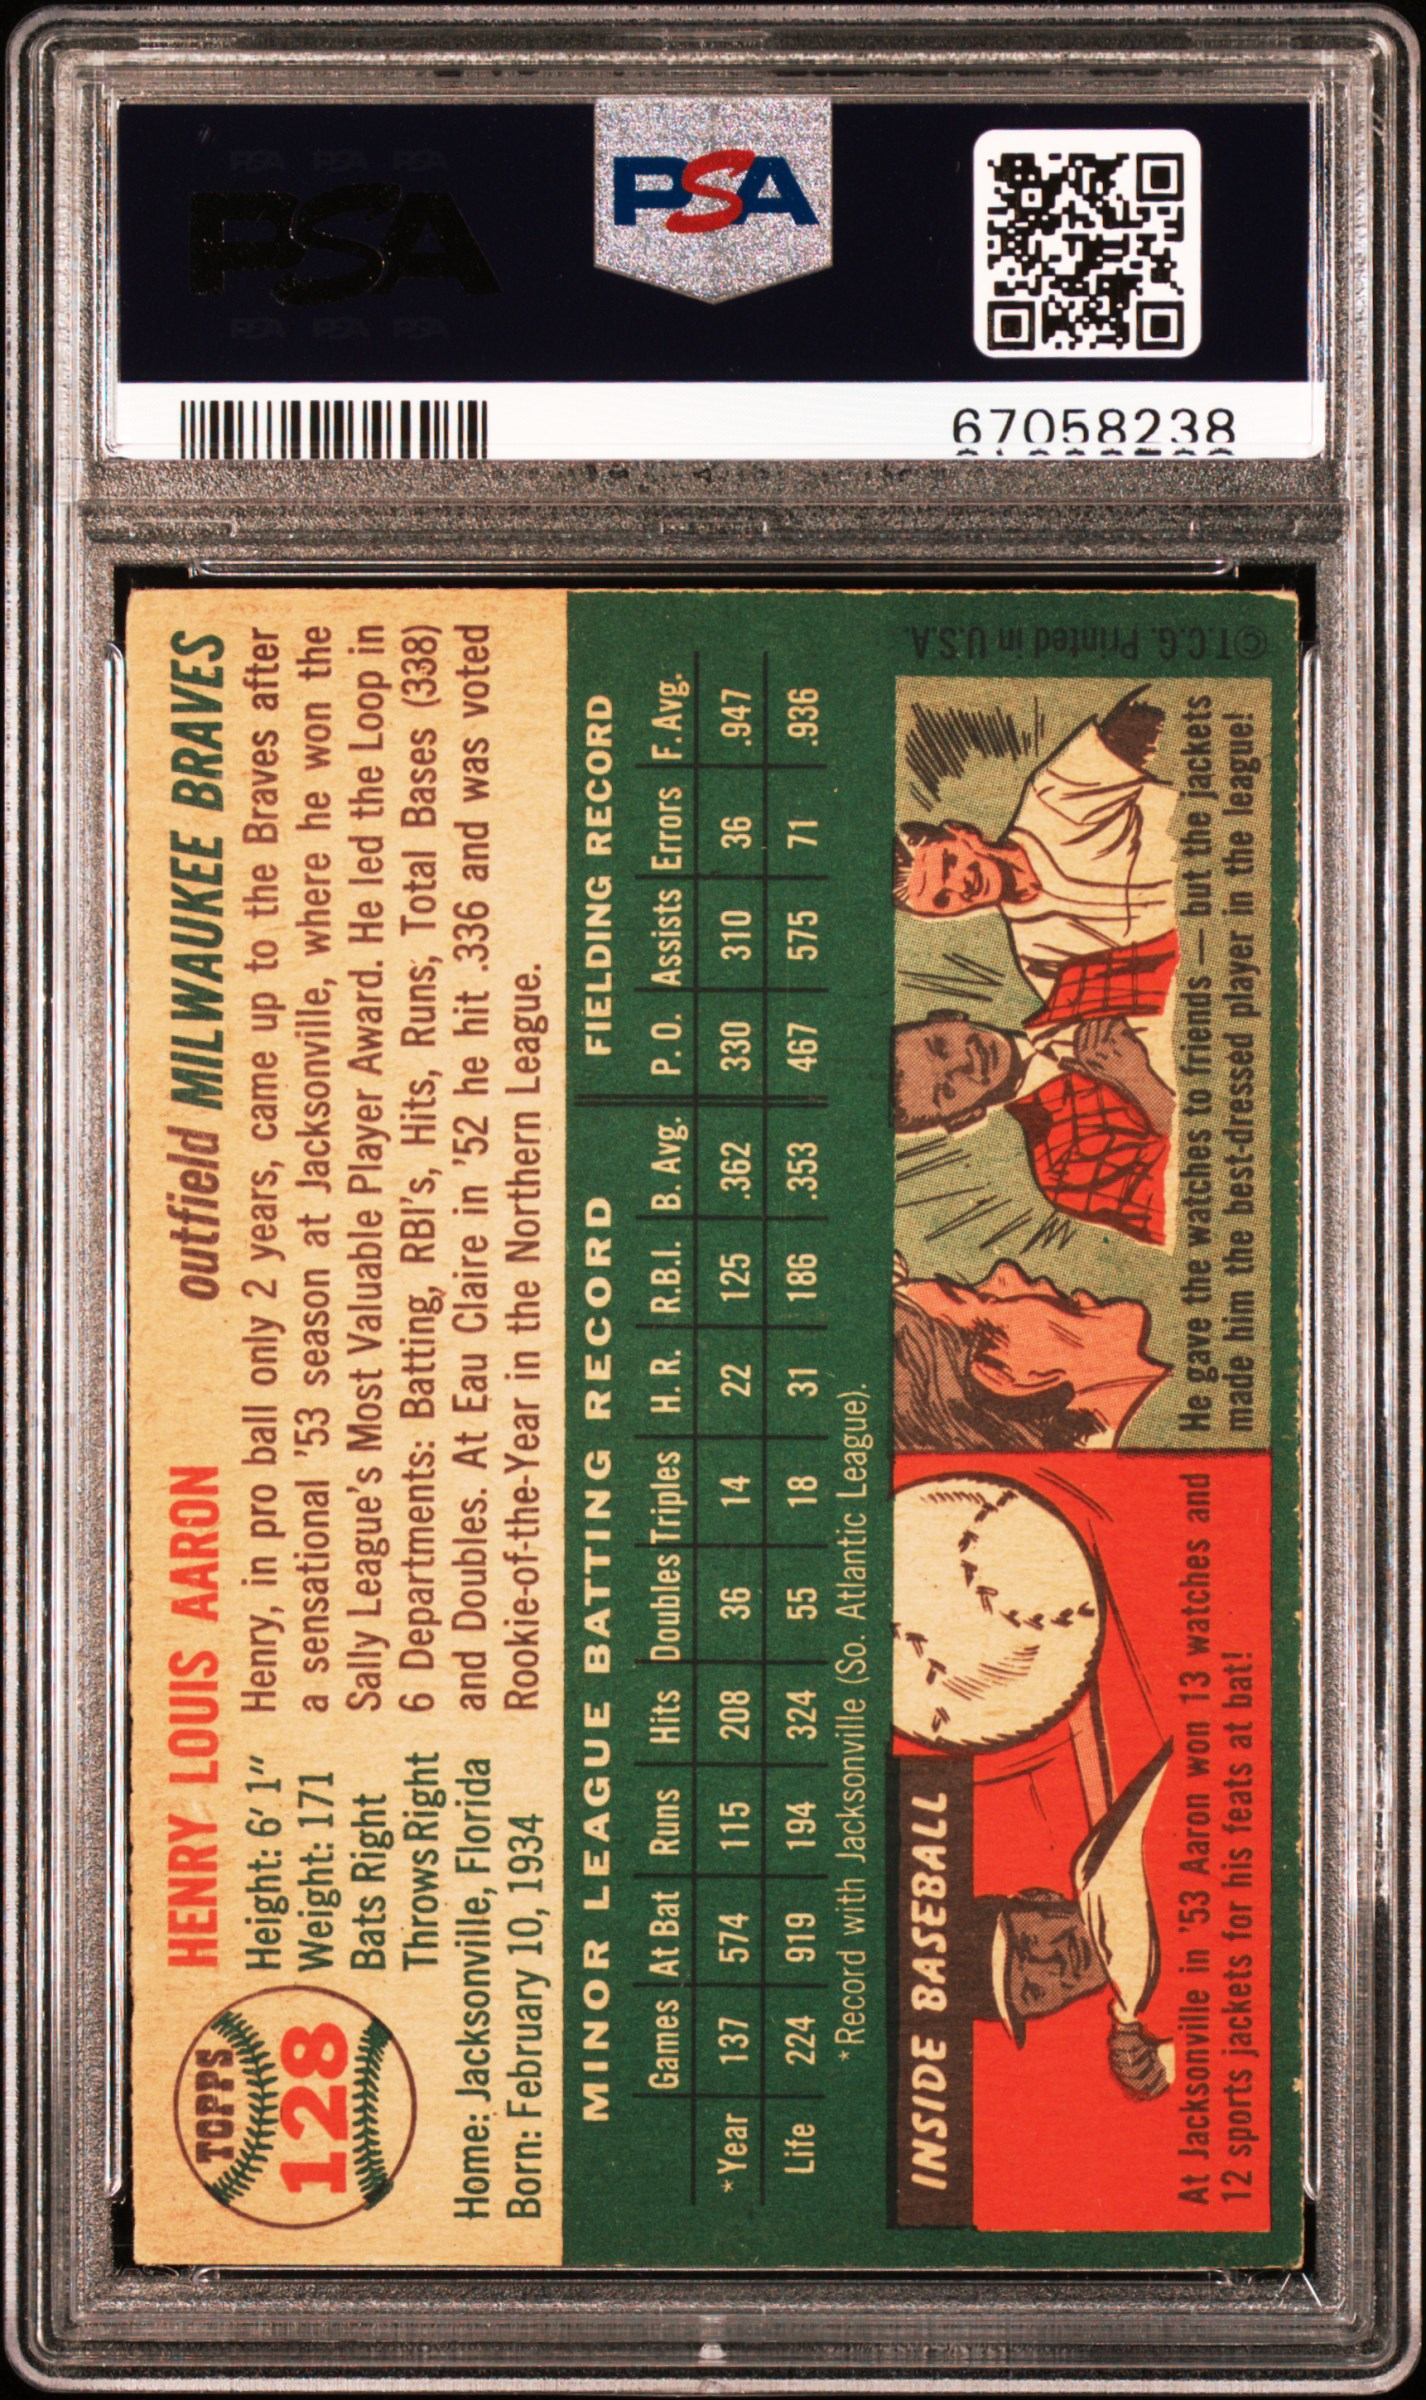 PSA PSA PSA
PSA
PSA PSA PSA
PSA
67058238
TOPPS
128
HENRY LOUIS AARON
outfield MILWAUKEE BRAVES
Height: 6' 1"
Weight: 171
Bats Right
Throws Right
Home: Jacksonville, Florida
Born: February 10, 1934
Henry, in pro ball only 2 years, came up to the Braves after
a sensational '53 season at Jacksonville, where he won the
Sally League's Most Valuable Player Award. He led the Loop in
6 Departments: Batting, RBI's, Hits, Runs, Total Bases (338)
and Doubles. At Eau Claire in '52 he hit .336 and was voted
Rookie-of-the-Year in the Northern League.
MINOR LEAGUE BATTING RECORD FIELDING RECORD
Games At Bat Runs Hits Doubles Triples H. R. R.B.I. B. Avg. P. O. Assists Errors F. Avg.
*Year 137 574 115 208 36 14 22 125 .362 330 310 36 .947
Life 224 919 194 324 55 18 31 186 .353 467 575 71 .936
*Record with Jacksonville (So. Atlantic League).
INSIDE BASEBALL
At Jacksonville in '53 Aaron won 13 watches and
12 sports jackets for his feats at bat!
He gave the watches to friends — but the jackets
made him the best-dressed player in the league!
©T.C.G. Printed in U.S.A.